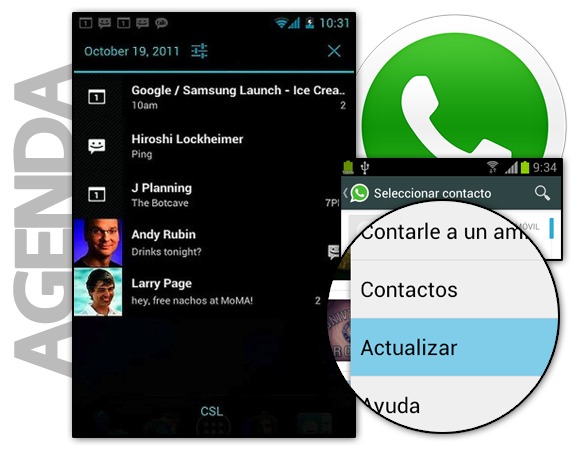 AGENDA
10:31
October 19, 2011
Google / Samsung Launch - Ice Crea..
10am
2
Hiroshi Lockheimer
Ping
J Planning
The Botcave
7P
Andy Rubin
Drinks tonight?
Larry Page
hey, free nachos at MoMA!
2
CSL
9:34
Seleccionar contacto
MÓVIL
Contarle a un am
Contactos
Actualizar
Ayuda